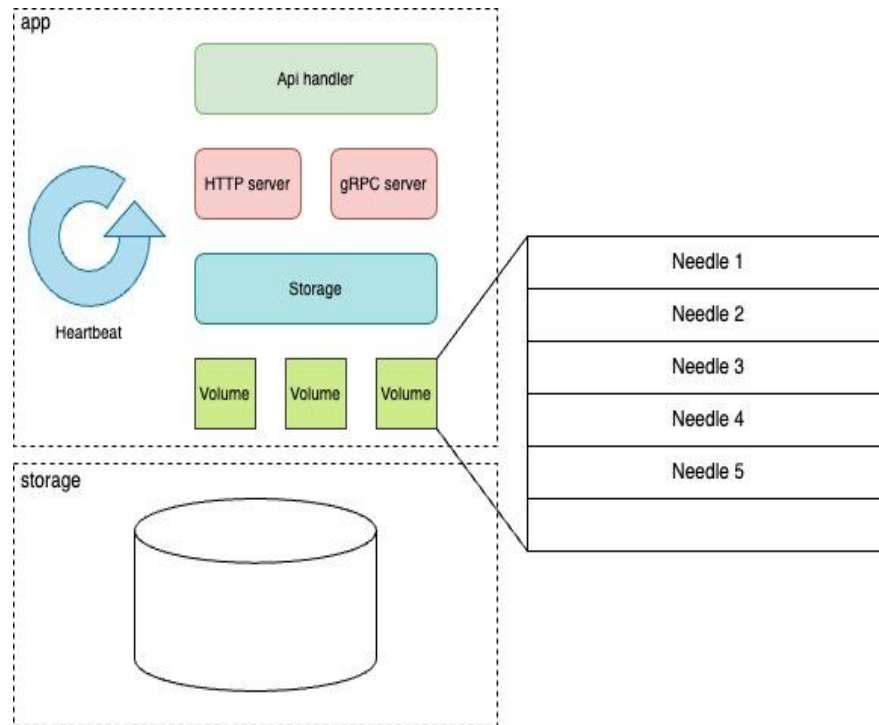 app
Api handler
HTTP server
gRPC server
Heartbeat
Storage
Volume
Volume
Volume
Needle 1
Needle 2
Needle 3
Needle 4
Needle 5
storage